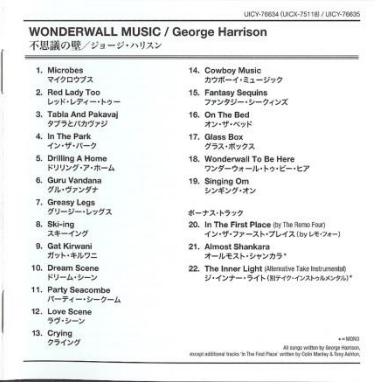 UICY-76634 (UICX-75118) / UICY-76635
WONDERWALL MUSIC / George Harrison
不思議の壁／ジョージ・ハリスン
1. Microbes
マイクロウブス
2. Red Lady Too
レッド・レディー・トゥー
3. Tabla And Pakavaj
タブラとパカヴァジ
4. In The Park
イン・ザ・パーク
5. Drilling A Home
ドリリング・ア・ホーム
6. Guru Vandana
グル・ヴァンダナ
7. Greasy Legs
グリージー・レッグス
8. Ski-ing
スキーイング
9. Gat Kirwani
ガット・キルワニ
10. Dream Scene
ドリーム・シーン
11. Party Seacombe
パーティー・シークーム
12. Love Scene
ラヴ・シーン
13. Crying
クライング
14. Cowboy Music
カウボーイ・ミュージック
15. Fantasy Sequins
ファンタジー・シークィンズ
16. On The Bed
オン・ザ・ベッド
17. Glass Box
グラス・ボックス
18. Wonderwall To Be Here
ワンダーウォール・トゥ・ビー・ヒア
19. Singing Om
シンギング・オン
ボーナス・トラック
20. In The First Place (by The Remo Four)
イン・ザ・ファースト・プレイス (by レモ・フォー)
21. Almost Shankara
オールモスト・シャンカラ*
22. The Inner Light (Alternative Take Instrumental)
ジ・インナー・ライト (別テイク・インストゥルメンタル)*
*=MONO
All songs written by George Harrison,
except additional tracks 'In The First Place' written by Colin Manley & Tony Ashton,